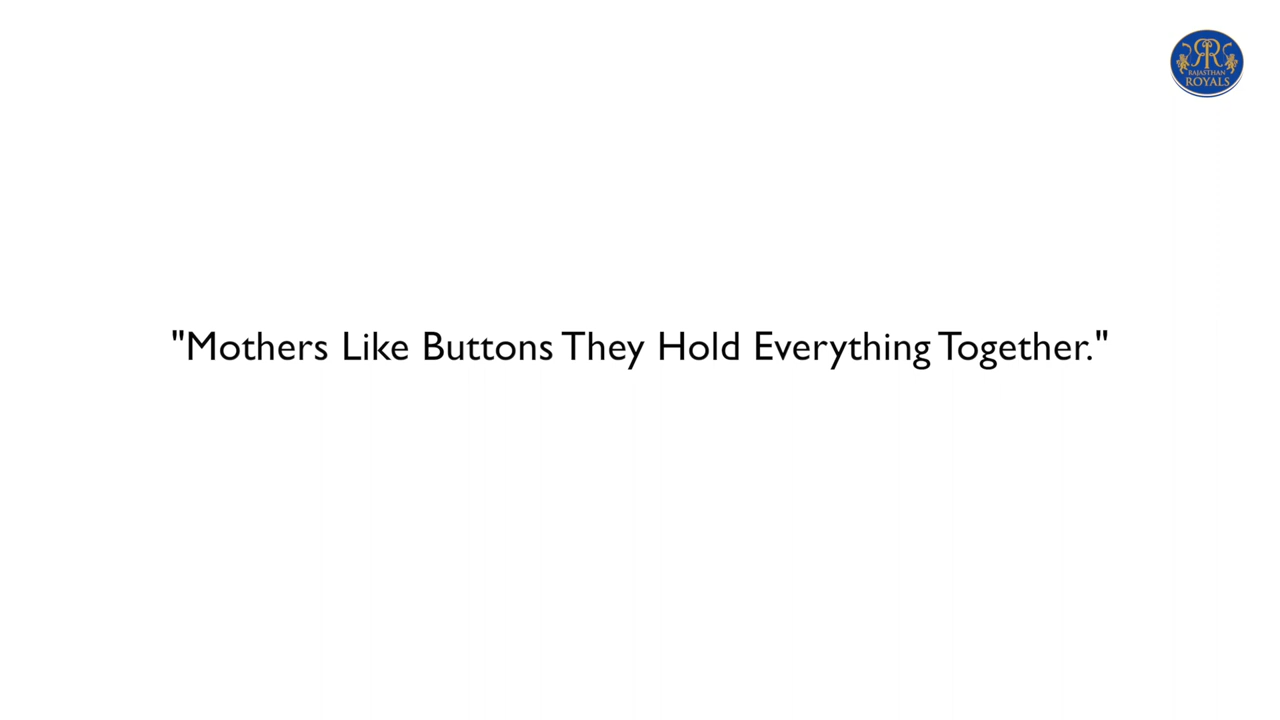 RAJASTHAN
ROYALS
"Mothers Like Buttons They Hold Everything Together."